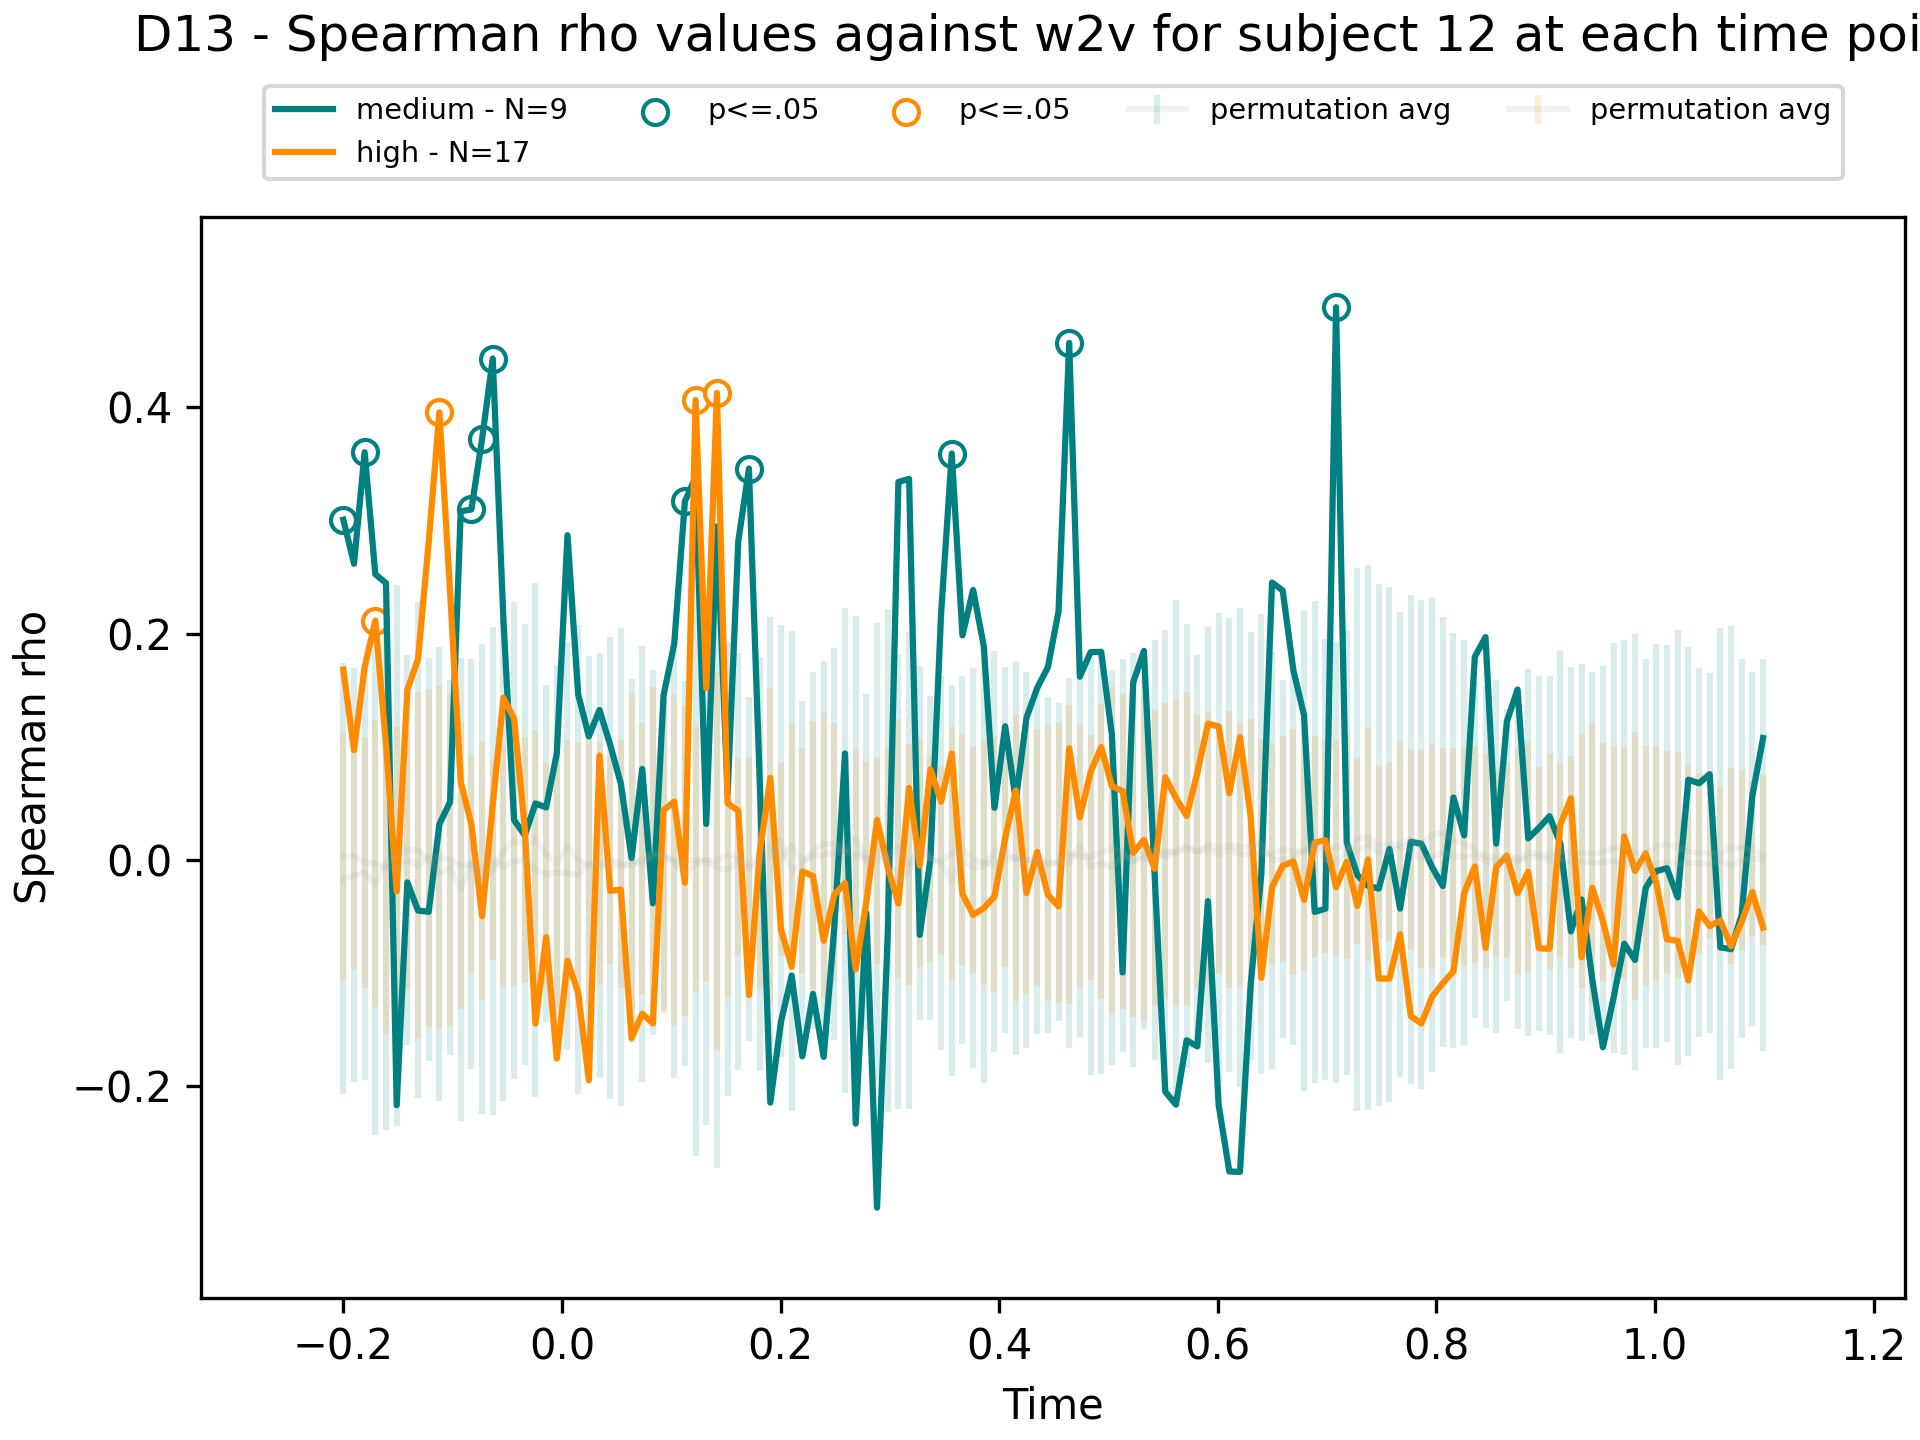 D13 - Spearman rho values against w2v for subject 12 at each time poi
medium - N=9
high - N=17
p<=.05
p<=.05
permutation avg
permutation avg
Spearman rho
0.4
0.2
0.0
−0.2
−0.2
0.0
0.2
0.4
0.6
0.8
1.0
1.2
Time